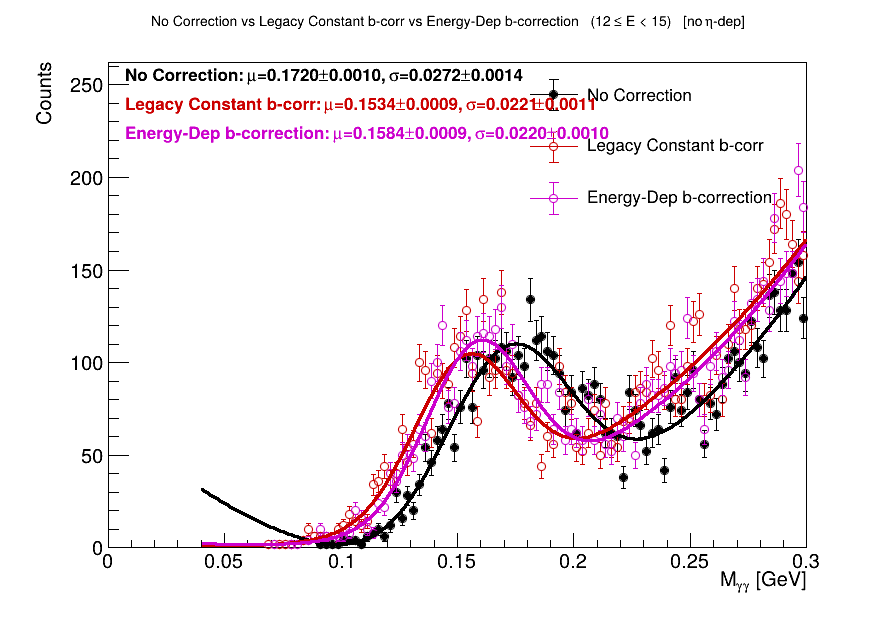 No Correction vs Legacy Constant b-corr vs Energy-Dep b-correction (12 ≤ E < 15) [no η-dep]
Counts
250
200
150
100
50
0
No Correction: μ=0.1720±0.0010, σ=0.0272±0.0014
Legacy Constant b-corr: μ=0.1534±0.0009, σ=0.0221±0.0011
Energy-Dep b-correction: μ=0.1584±0.0009, σ=0.0220±0.0010
No Correction
Legacy Constant b-corr
Energy-Dep b-correction
0 0.05 0.1 0.15 0.2 0.25 0.3
Mγγ [GeV]